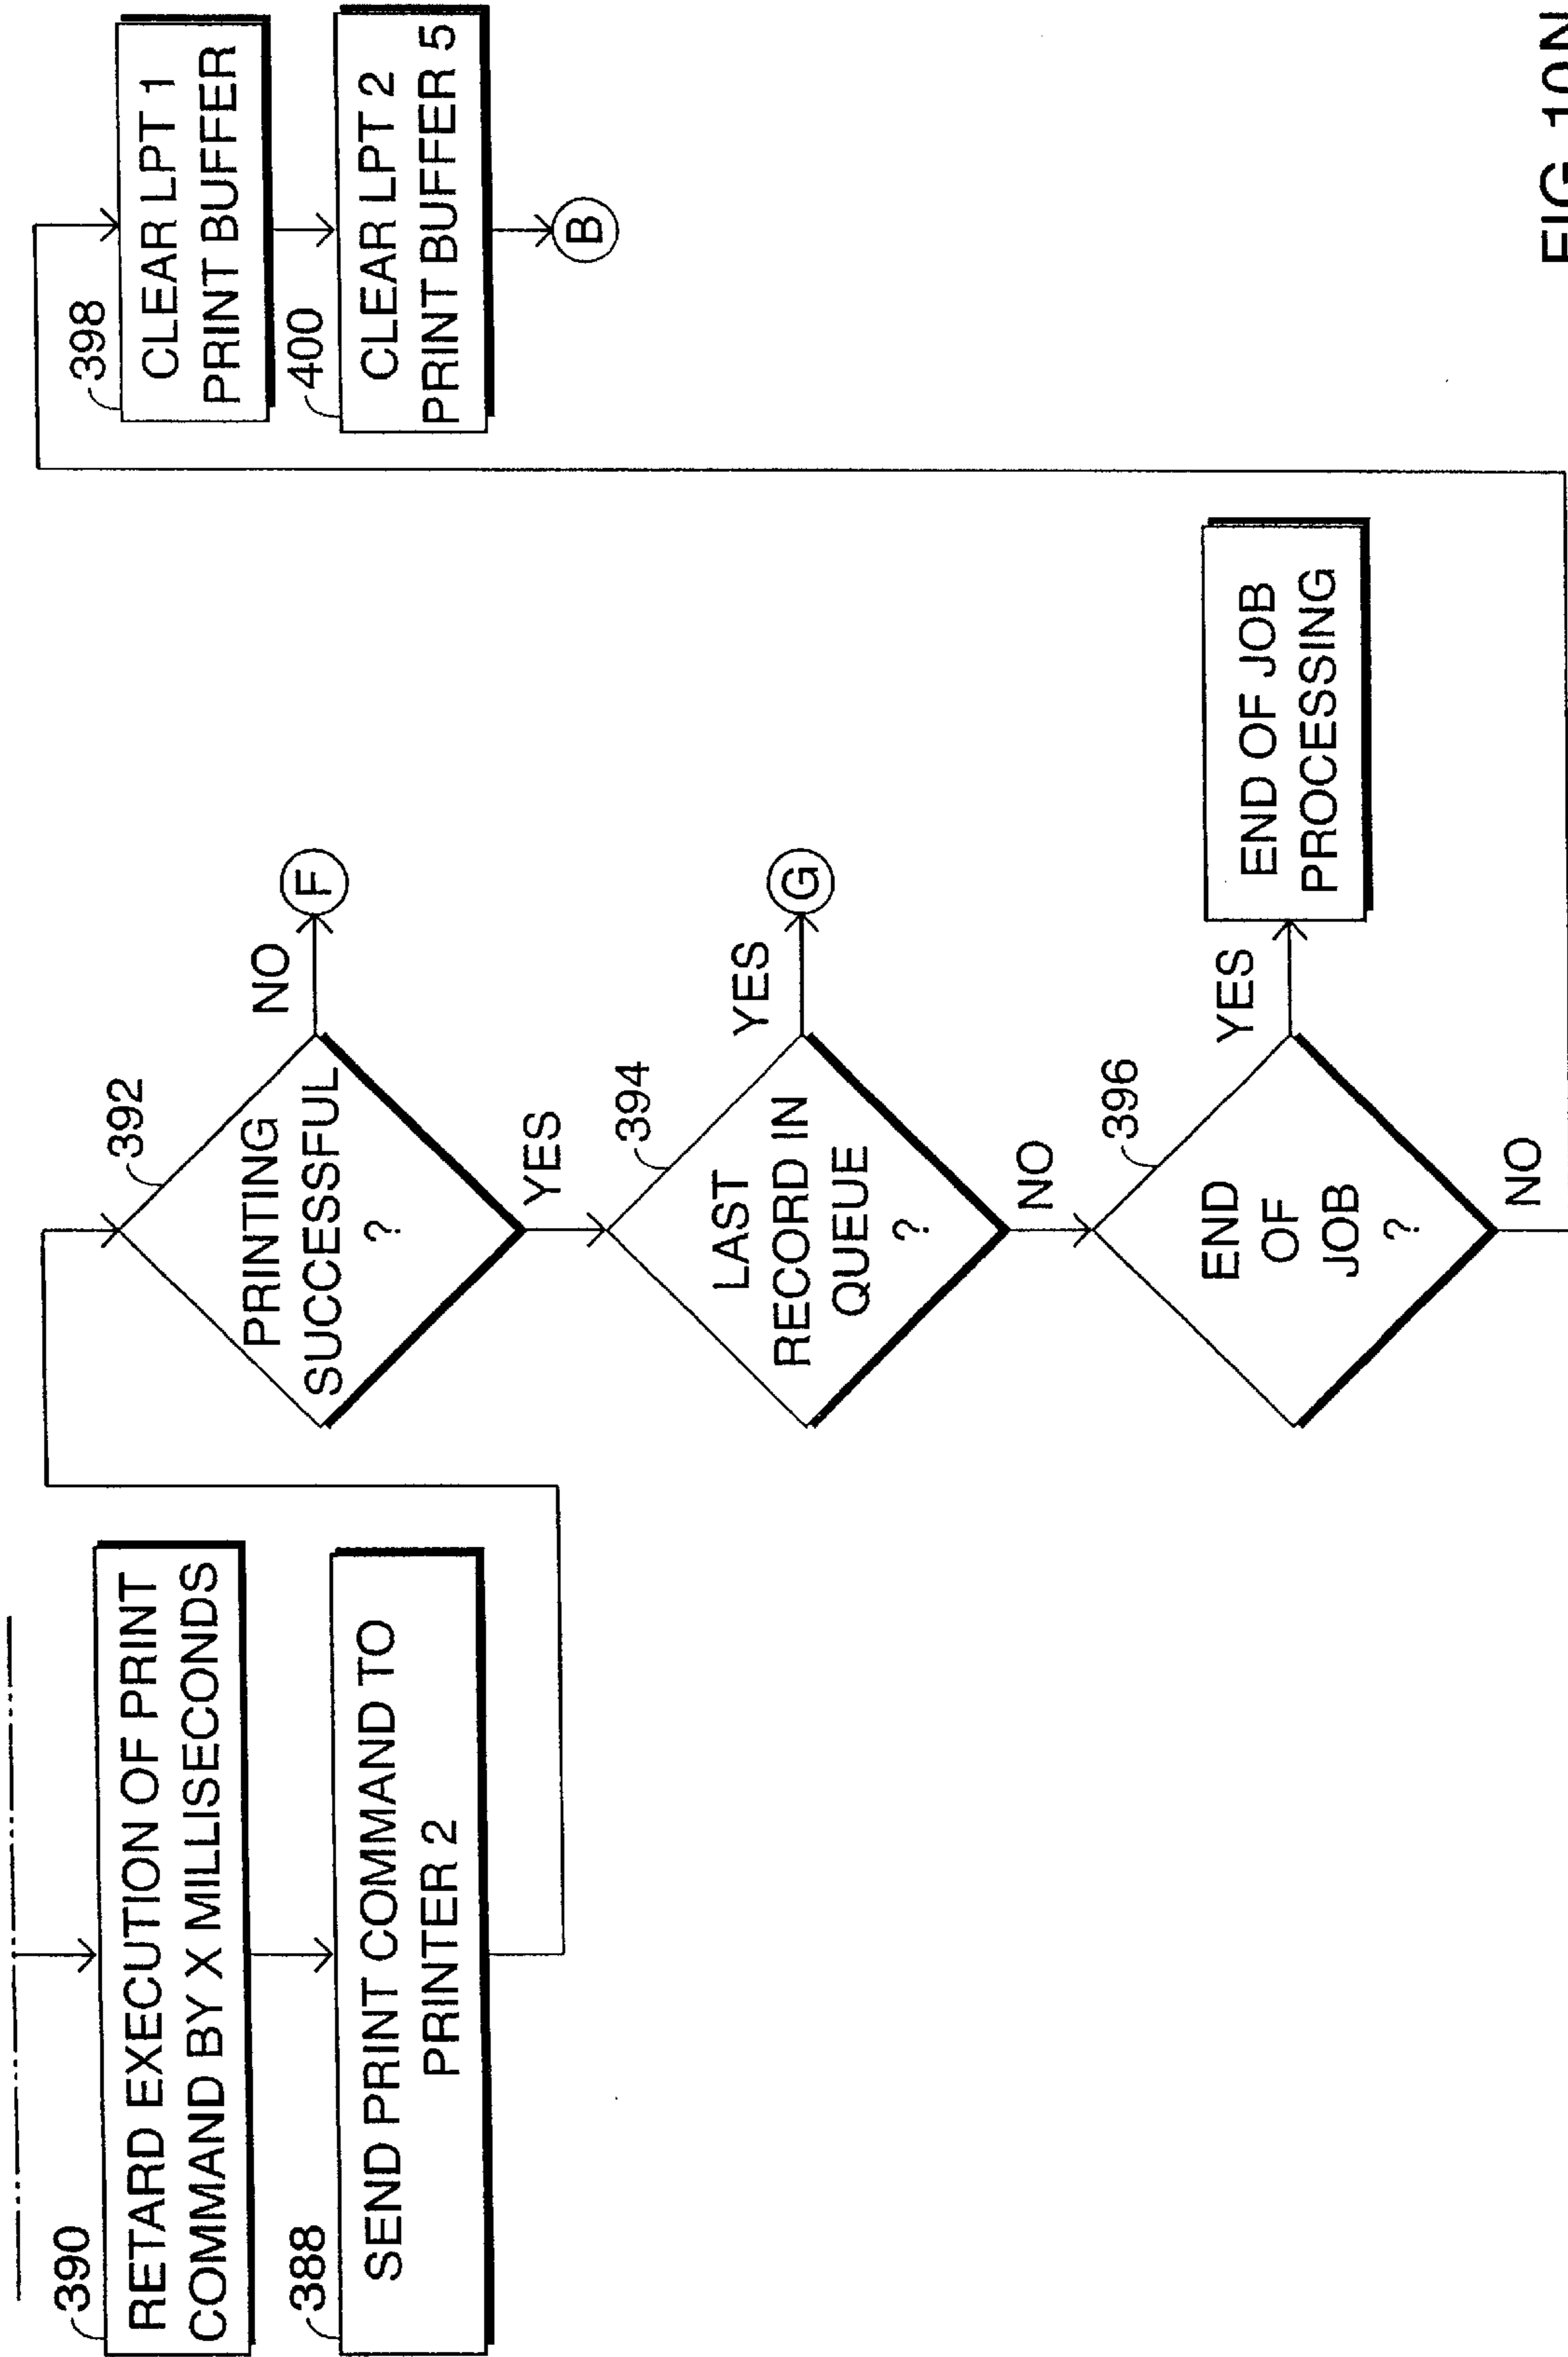 390
RETARD EXECUTION OF PRINT
COMMAND BY X MILLISECONDS
388
SEND PRINT COMMAND TO
PRINTER 2
392
PRINTING
SUCCESSFUL
?
NO
F
YES
394
LAST
RECORD IN
QUEUE
?
YES
G
NO
396
END
OF
JOB
?
YES
END OF JOB
PROCESSING
NO
398
CLEAR LPT 1
PRINT BUFFER
400
CLEAR LPT 2
PRINT BUFFER 5
B
FIG. 10N